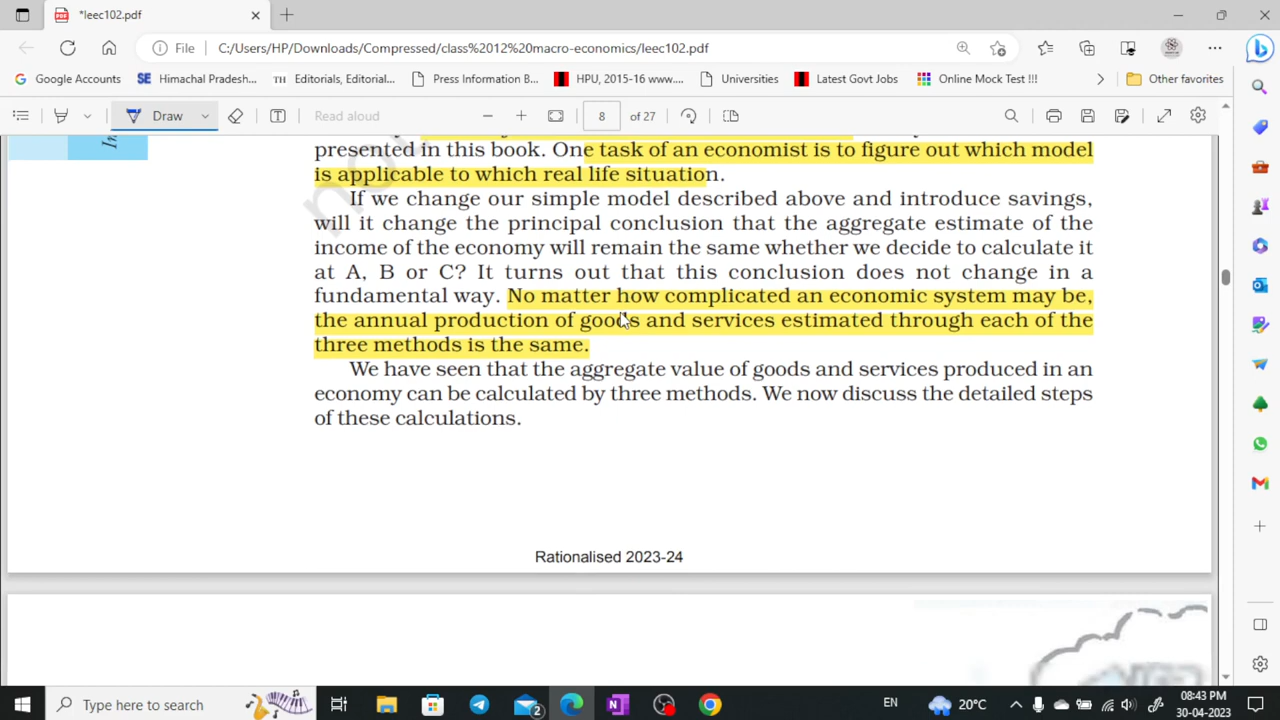 *leec102.pdf
File C:/Users/HP/Downloads/Compressed/class%2012%20macro-economics/leec102.pdf
Google Accounts SE Himachal Pradesh... TH Editorials, Editorial... Press Information B... HPU, 2015-16 www.... Universities Latest Govt Jobs Online Mock Test !!! Other favorites
Draw Read aloud 8 of 27
presented in this book. One task of an economist is to figure out which model
is applicable to which real life situation.
If we change our simple model described above and introduce savings,
will it change the principal conclusion that the aggregate estimate of the
income of the economy will remain the same whether we decide to calculate it
at A, B or C? It turns out that this conclusion does not change in a
fundamental way. No matter how complicated an economic system may be,
the annual production of goods and services estimated through each of the
three methods is the same.
We have seen that the aggregate value of goods and services produced in an
economy can be calculated by three methods. We now discuss the detailed steps
of these calculations.
Rationalised 2023-24
Type here to search 2 EN 20°C 08:43 PM
30-04-2023